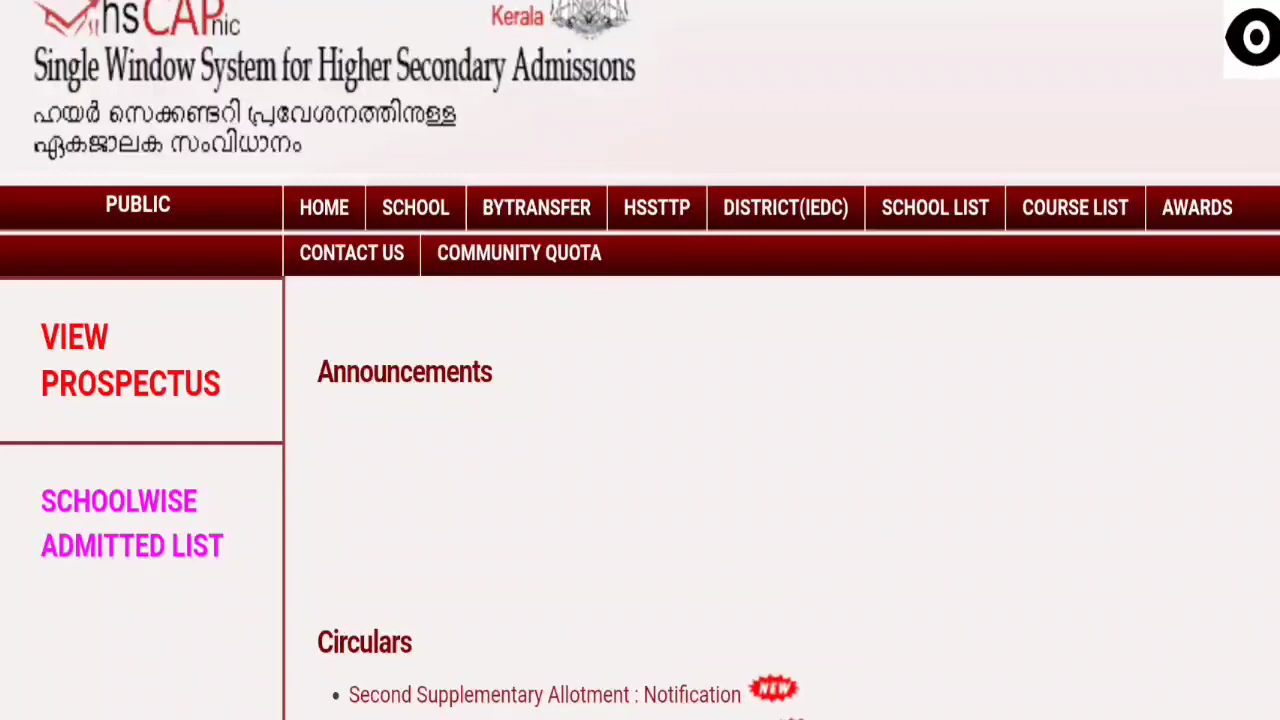 hsCAPnic
Kerala
Single Window System for Higher Secondary Admissions
ഹയർ സെക്കണ്ടറി പ്രവേശനത്തിനുള്ള
ഏകജാലക സംവിധാനം
PUBLIC HOME SCHOOL BYTRANSFER HSSTTP DISTRICT(IEDC) SCHOOL LIST COURSE LIST AWARDS
CONTACT US COMMUNITY QUOTA
VIEW
PROSPECTUS
SCHOOLWISE
ADMITTED LIST
Announcements
Circulars
• Second Supplementary Allotment : Notification NEW